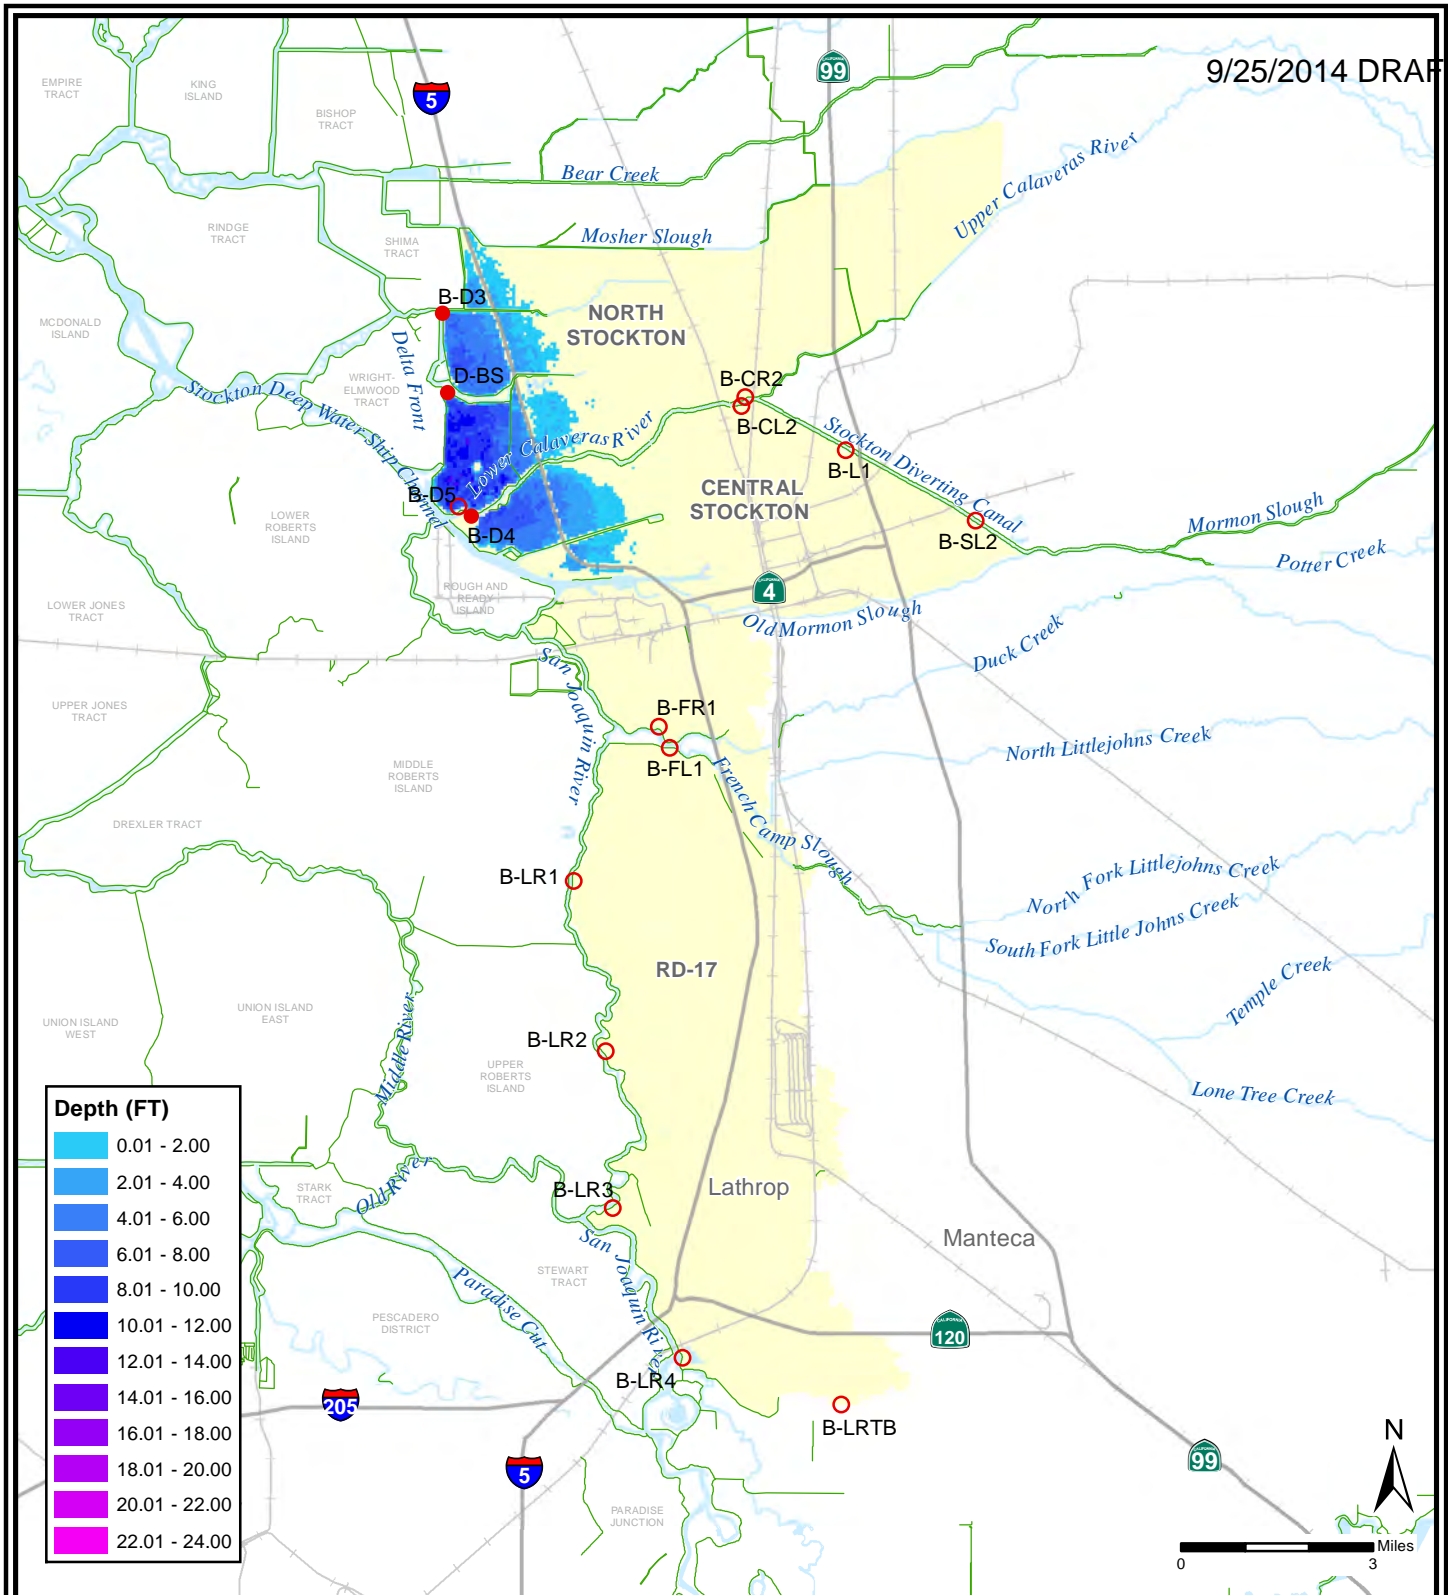 9/25/2014 DRAF
EMPIRE
TRACT
KING
ISLAND
BISHOP
TRACT
5
99
Bear Creek
Upper Calaveras River
RINDGE
TRACT
SHIMA
TRACT
Mosher Slough
B-D3
NORTH
STOCKTON
MCDONALD
ISLAND
Delta Front
WRIGHT-
ELMWOOD
TRACT
D-BS
Stockton Deep Water Ship Channel
Lower Calaveras River
B-CR2
B-CL2
Stockton Diverting Canal
B-L1
B-D5
B-D4
CENTRAL
STOCKTON
B-SL2
Mormon Slough
Potter Creek
LOWER
ROBERTS
ISLAND
ROUGH AND
READY
ISLAND
4
LOWER JONES
TRACT
Old Mormon Slough
Duck Creek
San Joaquin River
UPPER JONES
TRACT
B-FR1
B-FL1
North Littlejohns Creek
MIDDLE
ROBERTS
ISLAND
French Camp Slough
DREXLER TRACT
B-LR1
North Fork Littlejohns Creek
South Fork Little Johns Creek
RD-17
Temple Creek
UNION ISLAND
WEST
UNION ISLAND
EAST
Middle River
B-LR2
UPPER
ROBERTS
ISLAND
Lone Tree Creek
Depth (FT)
0.01 - 2.00
2.01 - 4.00
4.01 - 6.00
6.01 - 8.00
8.01 - 10.00
10.01 - 12.00
12.01 - 14.00
14.01 - 16.00
16.01 - 18.00
18.01 - 20.00
20.01 - 22.00
22.01 - 24.00
STARK
TRACT
Old River
B-LR3
Lathrop
Manteca
San Joaquin River
STEWART
TRACT
Paradise Cut
PESCADERO
DISTRICT
CALIFORNIA
120
B-LR4
205
B-LRTB
5
99
N
PARADISE
JUNCTION
Miles
0 3